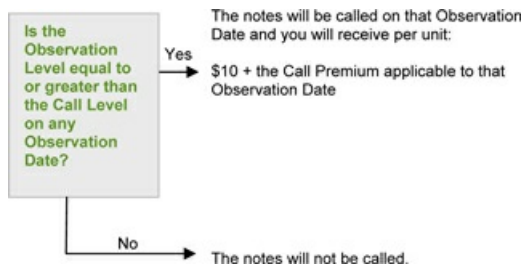 Is the
Observation
Level equal to
or greater than
the Call Level
on any
Observation
Date?
Yes
The notes will be called on that Observation
Date and you will receive per unit:
$10 + the Call Premium applicable to that
Observation Date
No
The notes will not be called.